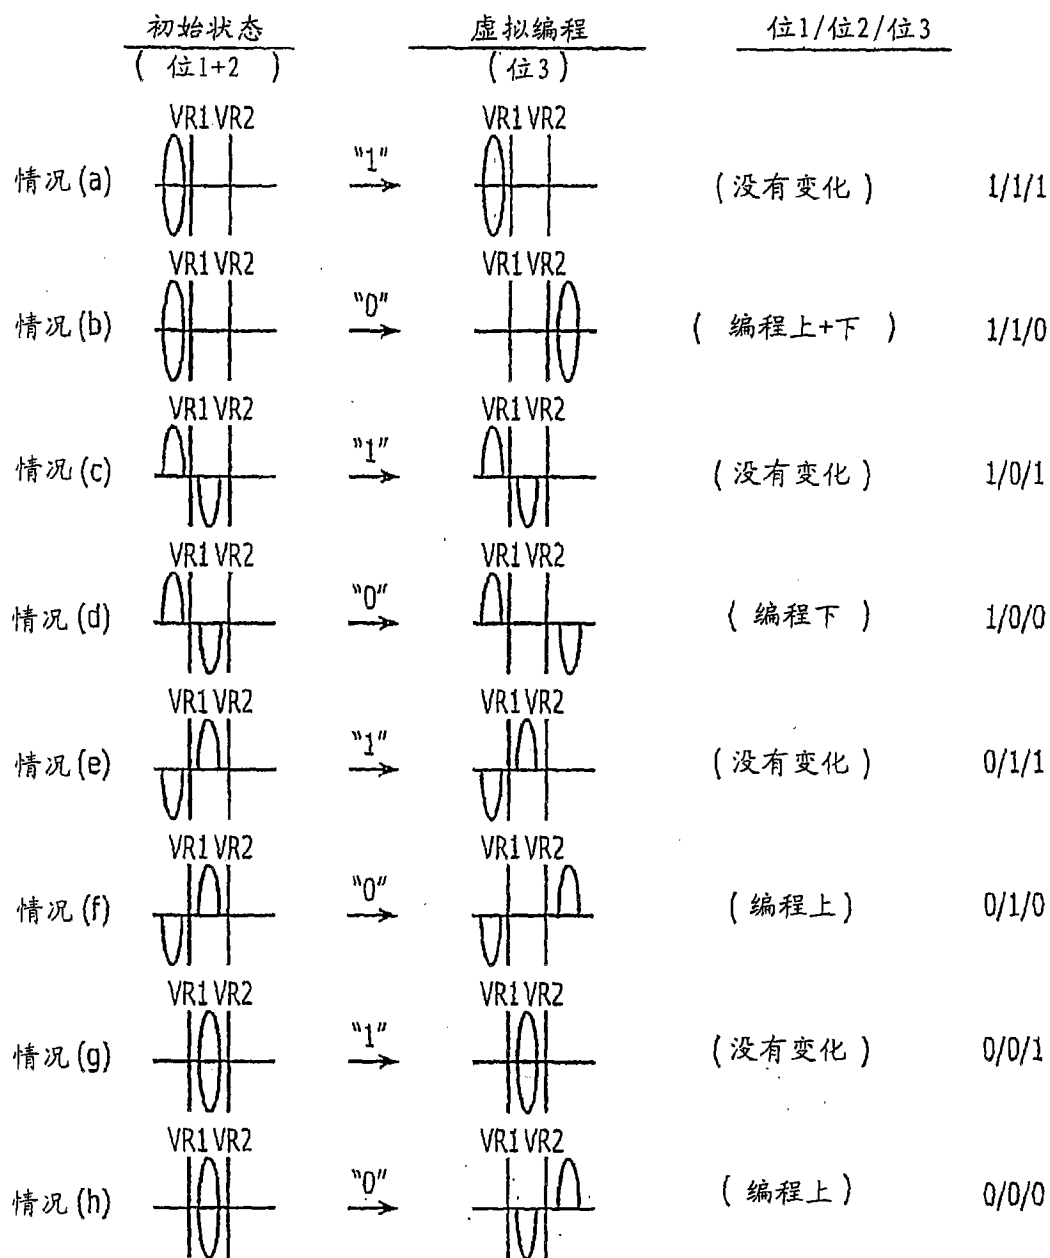 初始状态 虚拟编程 位1/位2/位3
( 位1+2 ) (位3)
VR1 VR2 VR1 VR2
情况(a) "1" (没有变化) 1/1/1
VR1 VR2 VR1 VR2
情况(b) "0" ( 编程上+下 ) 1/1/0
VR1 VR2 VR1 VR2
情况(c) "1" (没有变化) 1/0/1
VR1 VR2 VR1 VR2
情况(d) "0" ( 编程下 ) 1/0/0
VR1 VR2 VR1 VR2
情况(e) "1" (没有变化) 0/1/1
VR1 VR2 VR1 VR2
情况(f) "0" (编程上) 0/1/0
VR1 VR2 VR1 VR2
情况(g) "1" (没有变化) 0/0/1
VR1 VR2 VR1 VR2
情况(h) "0" (编程上) 0/0/0